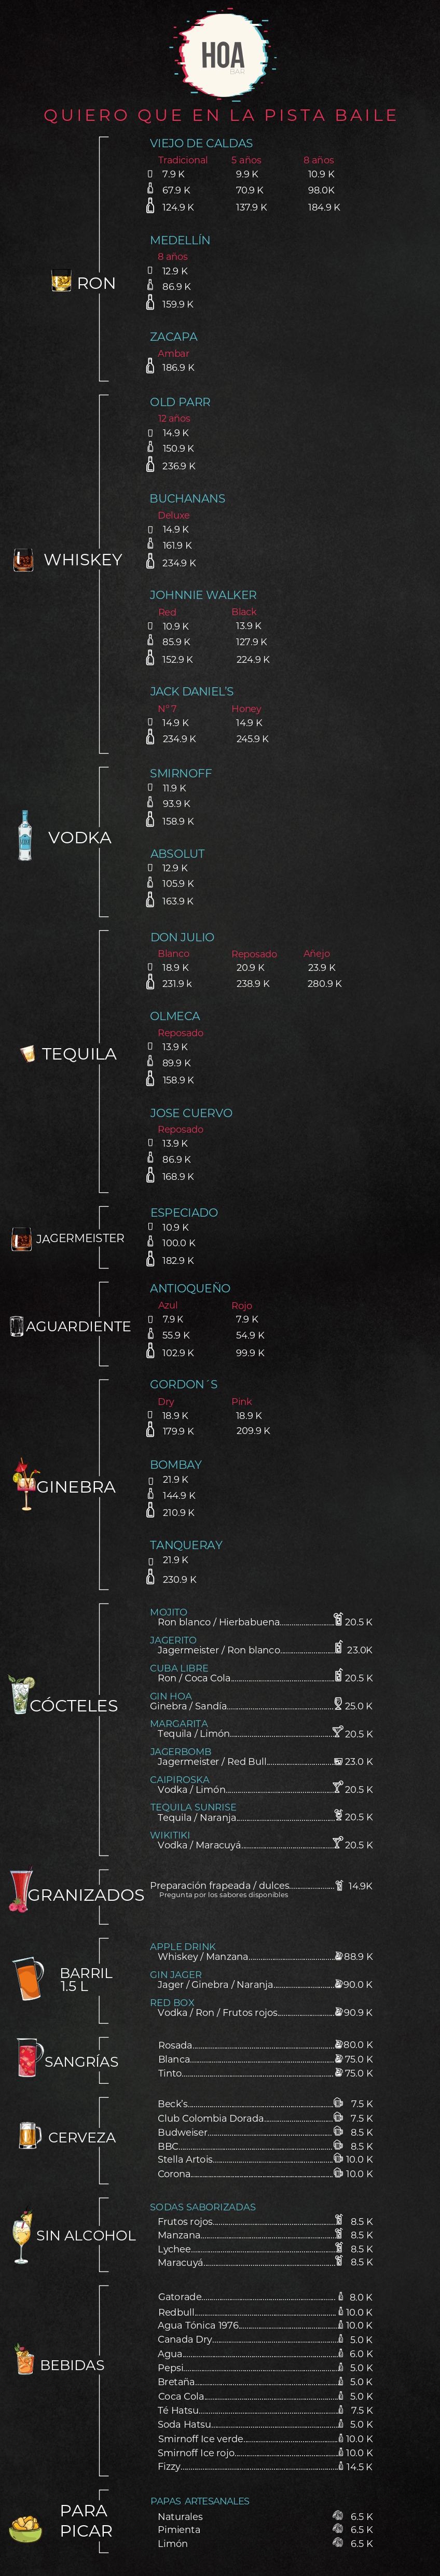 HOA
BAR
QUIERO QUE EN LA PISTA BAILE
RON
VIEJO DE CALDAS
Tradicional 5 años 8 años
7.9 K 9.9 K 10.9 K
67.9 K 70.9 K 98.0K
124.9 K 137.9 K 184.9 K
MEDELLÍN
8 años
12.9 K
86.9 K
159.9 K
ZACAPA
Ambar
186.9 K
WHISKEY
OLD PARR
12 años
14.9 K
150.9 K
236.9 K
BUCHANANS
Deluxe
14.9 K
161.9 K
234.9 K
JOHNNIE WALKER
Red Black
10.9 K 13.9 K
85.9 K 127.9 K
152.9 K 224.9 K
JACK DANIEL'S
N° 7 Honey
14.9 K 14.9 K
234.9 K 245.9 K
VODKA
SMIRNOFF
11.9 K
93.9 K
158.9 K
ABSOLUT
12.9 K
105.9 K
163.9 K
TEQUILA
DON JULIO
Blanco Reposado Añejo
18.9 K 20.9 K 23.9 K
231.9 k 238.9 K 280.9 K
OLMECA
Reposado
13.9 K
89.9 K
158.9 K
JOSE CUERVO
Reposado
13.9 K
86.9 K
168.9 K
JAGERMEISTER
ESPECIADO
10.9 K
100.0 K
182.9 K
AGUARDIENTE
ANTIOQUEÑO
Azul Rojo
7.9 K 7.9 K
55.9 K 54.9 K
102.9 K 99.9 K
GINEBRA
GORDON´S
Dry Pink
18.9 K 18.9 K
179.9 K 209.9 K
BOMBAY
21.9 K
144.9 K
210.9 K
TANQUERAY
21.9 K
230.9 K
CÓCTELES
MOJITO
Ron blanco / Hierbabuena 20.5 K
JAGERITO
Jagermeister / Ron blanco 23.0K
CUBA LIBRE
Ron / Coca Cola 20.5 K
GIN HOA
Ginebra / Sandía 25.0 K
MARGARITA
Tequila / Limón 20.5 K
JAGERBOMB
Jagermeister / Red Bull 23.0 K
CAIPIROSKA
Vodka / Limón 20.5 K
TEQUILA SUNRISE
Tequila / Naranja 20.5 K
WIKITIKI
Vodka / Maracuyá 20.5 K
GRANIZADOS
Preparación frapeada / dulces 14.9K
Pregunta por los sabores disponibles
BARRIL
1.5 L
APPLE DRINK
Whiskey / Manzana 88.9 K
GIN JAGER
Jager / Ginebra / Naranja 90.0 K
RED BOX
Vodka / Ron / Frutos rojos 90.9 K
SANGRÍAS
Rosada 80.0 K
Blanca 75.0 K
Tinto 75.0 K
CERVEZA
Beck's 7.5 K
Club Colombia Dorada 7.5 K
Budweiser 8.5 K
BBC 8.5 K
Stella Artois 10.0 K
Corona 10.0 K
SIN ALCOHOL
SODAS SABORIZADAS
Frutos rojos 8.5 K
Manzana 8.5 K
Lychee 8.5 K
Maracuyá 8.5 K
BEBIDAS
Gatorade 8.0 K
Redbull 10.0 K
Agua Tónica 1976 10.0 K
Canada Dry 5.0 K
Agua 6.0 K
Pepsi 5.0 K
Bretaña 5.0 K
Coca Cola 5.0 K
Té Hatsu 7.5 K
Soda Hatsu 5.0 K
Smirnoff Ice verde 10.0 K
Smirnoff Ice rojo 10.0 K
Fizzy 14.5 K
PARA
PICAR
PAPAS ARTESANALES
Naturales 6.5 K
Pimienta 6.5 K
Limón 6.5 K